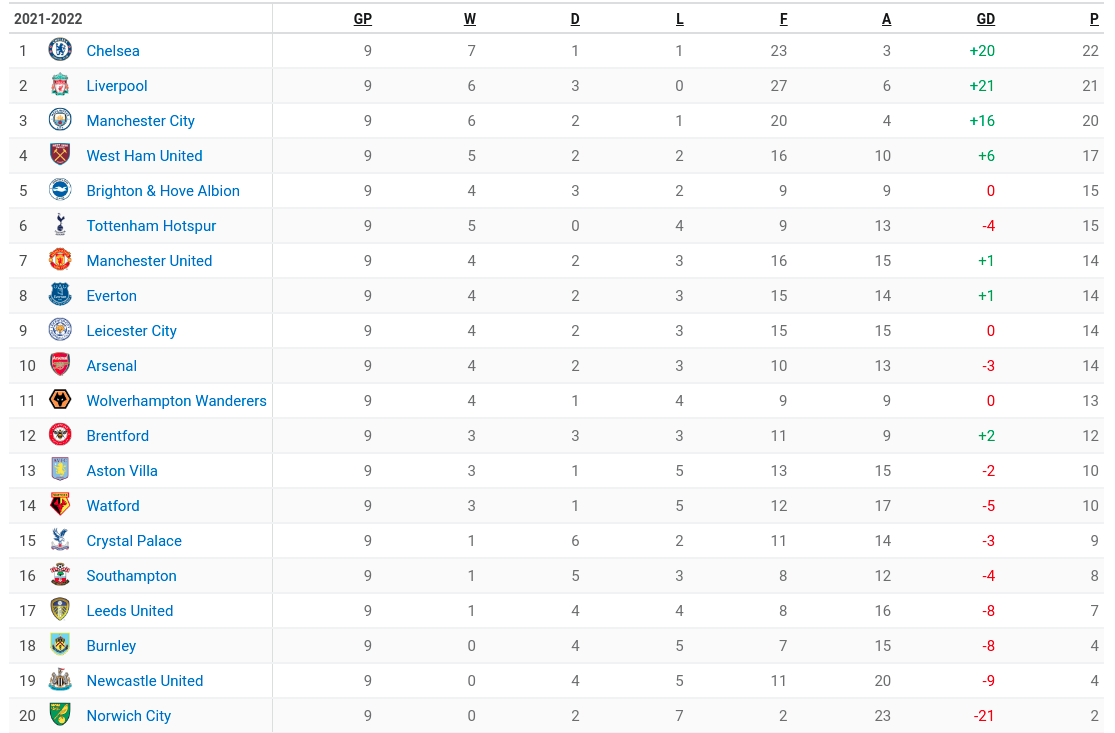 2021-2022 GP W D L F A GD P
1 Chelsea 9 7 1 1 23 3 +20 22
2 Liverpool 9 6 3 0 27 6 +21 21
3 Manchester City 9 6 2 1 20 4 +16 20
4 West Ham United 9 5 2 2 16 10 +6 17
5 Brighton & Hove Albion 9 4 3 2 9 9 0 15
6 Tottenham Hotspur 9 5 0 4 9 13 -4 15
7 Manchester United 9 4 2 3 16 15 +1 14
8 Everton 9 4 2 3 15 14 +1 14
9 Leicester City 9 4 2 3 15 15 0 14
10 Arsenal 9 4 2 3 10 13 -3 14
11 Wolverhampton Wanderers 9 4 1 4 9 9 0 13
12 Brentford 9 3 3 3 11 9 +2 12
13 Aston Villa 9 3 1 5 13 15 -2 10
14 Watford 9 3 1 5 12 17 -5 10
15 Crystal Palace 9 1 6 2 11 14 -3 9
16 Southampton 9 1 5 3 8 12 -4 8
17 Leeds United 9 1 4 4 8 16 -8 7
18 Burnley 9 0 4 5 7 15 -8 4
19 Newcastle United 9 0 4 5 11 20 -9 4
20 Norwich City 9 0 2 7 2 23 -21 2